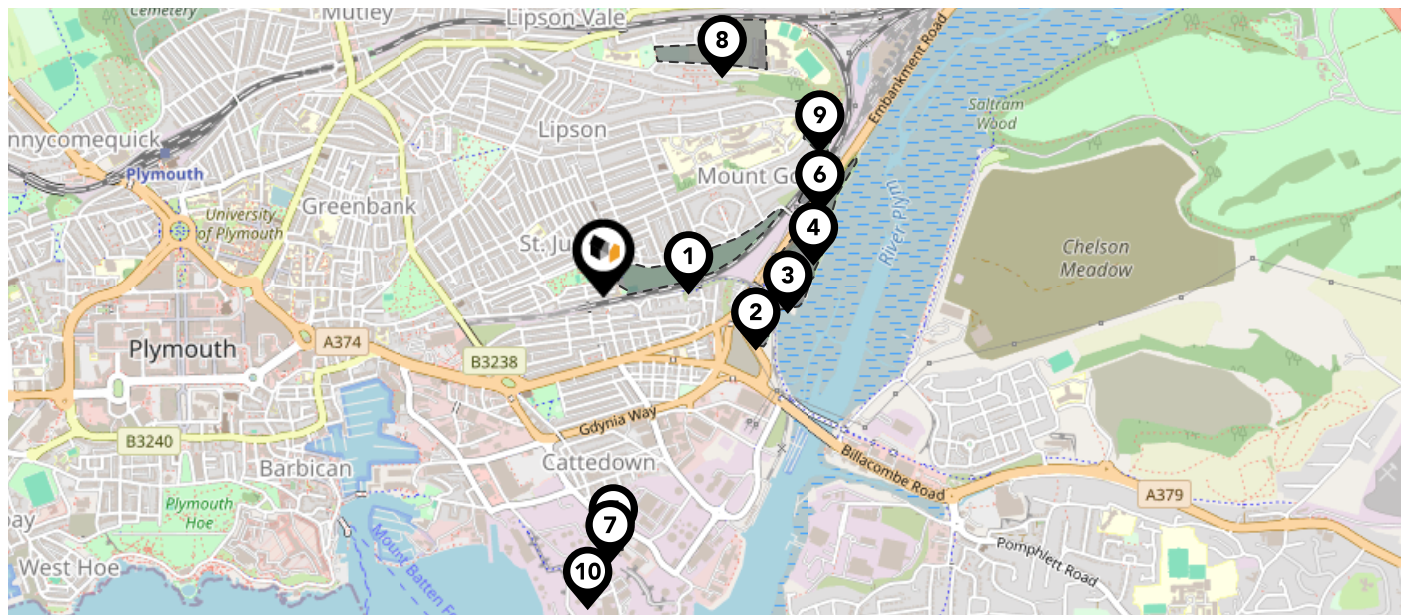 Cemetery
Mutley
Lipson Vale
8
Embankment Road
Saltram
Wood
9
Lipson
nnycomequick
Plymouth
Mount Go
6
Greenbank
University
of Plymouth
St. Ju
4
River Plym
Chelson
Meadow
1
3
2
Plymouth
A374
B3238
Gdynia Way
B3240
Barbican
Cattedown
Billacombe Road
A379
Plymouth
Hoe
7
Mount Batten Fe
Pomphlett Road
West Hoe
10